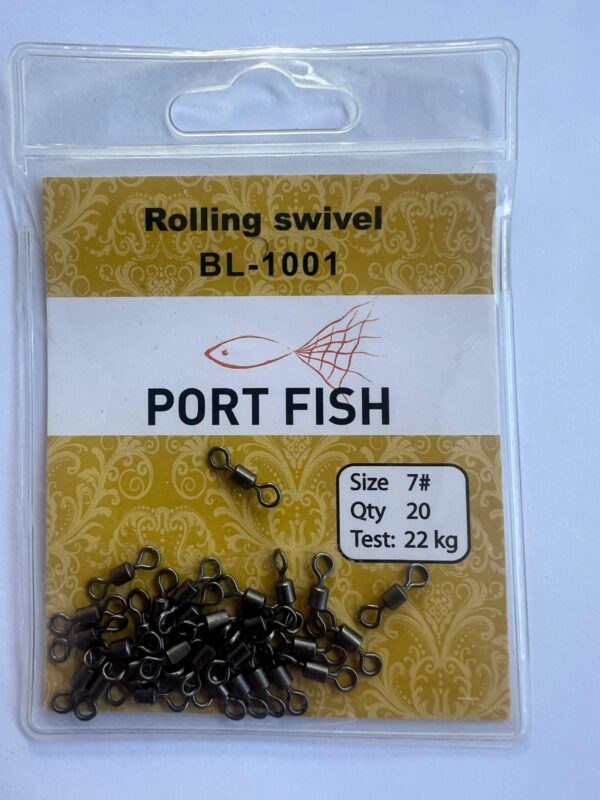 Rolling swivel
BL-1001
PORT FISH
Size 7#
Qty 20
Test: 22 kg